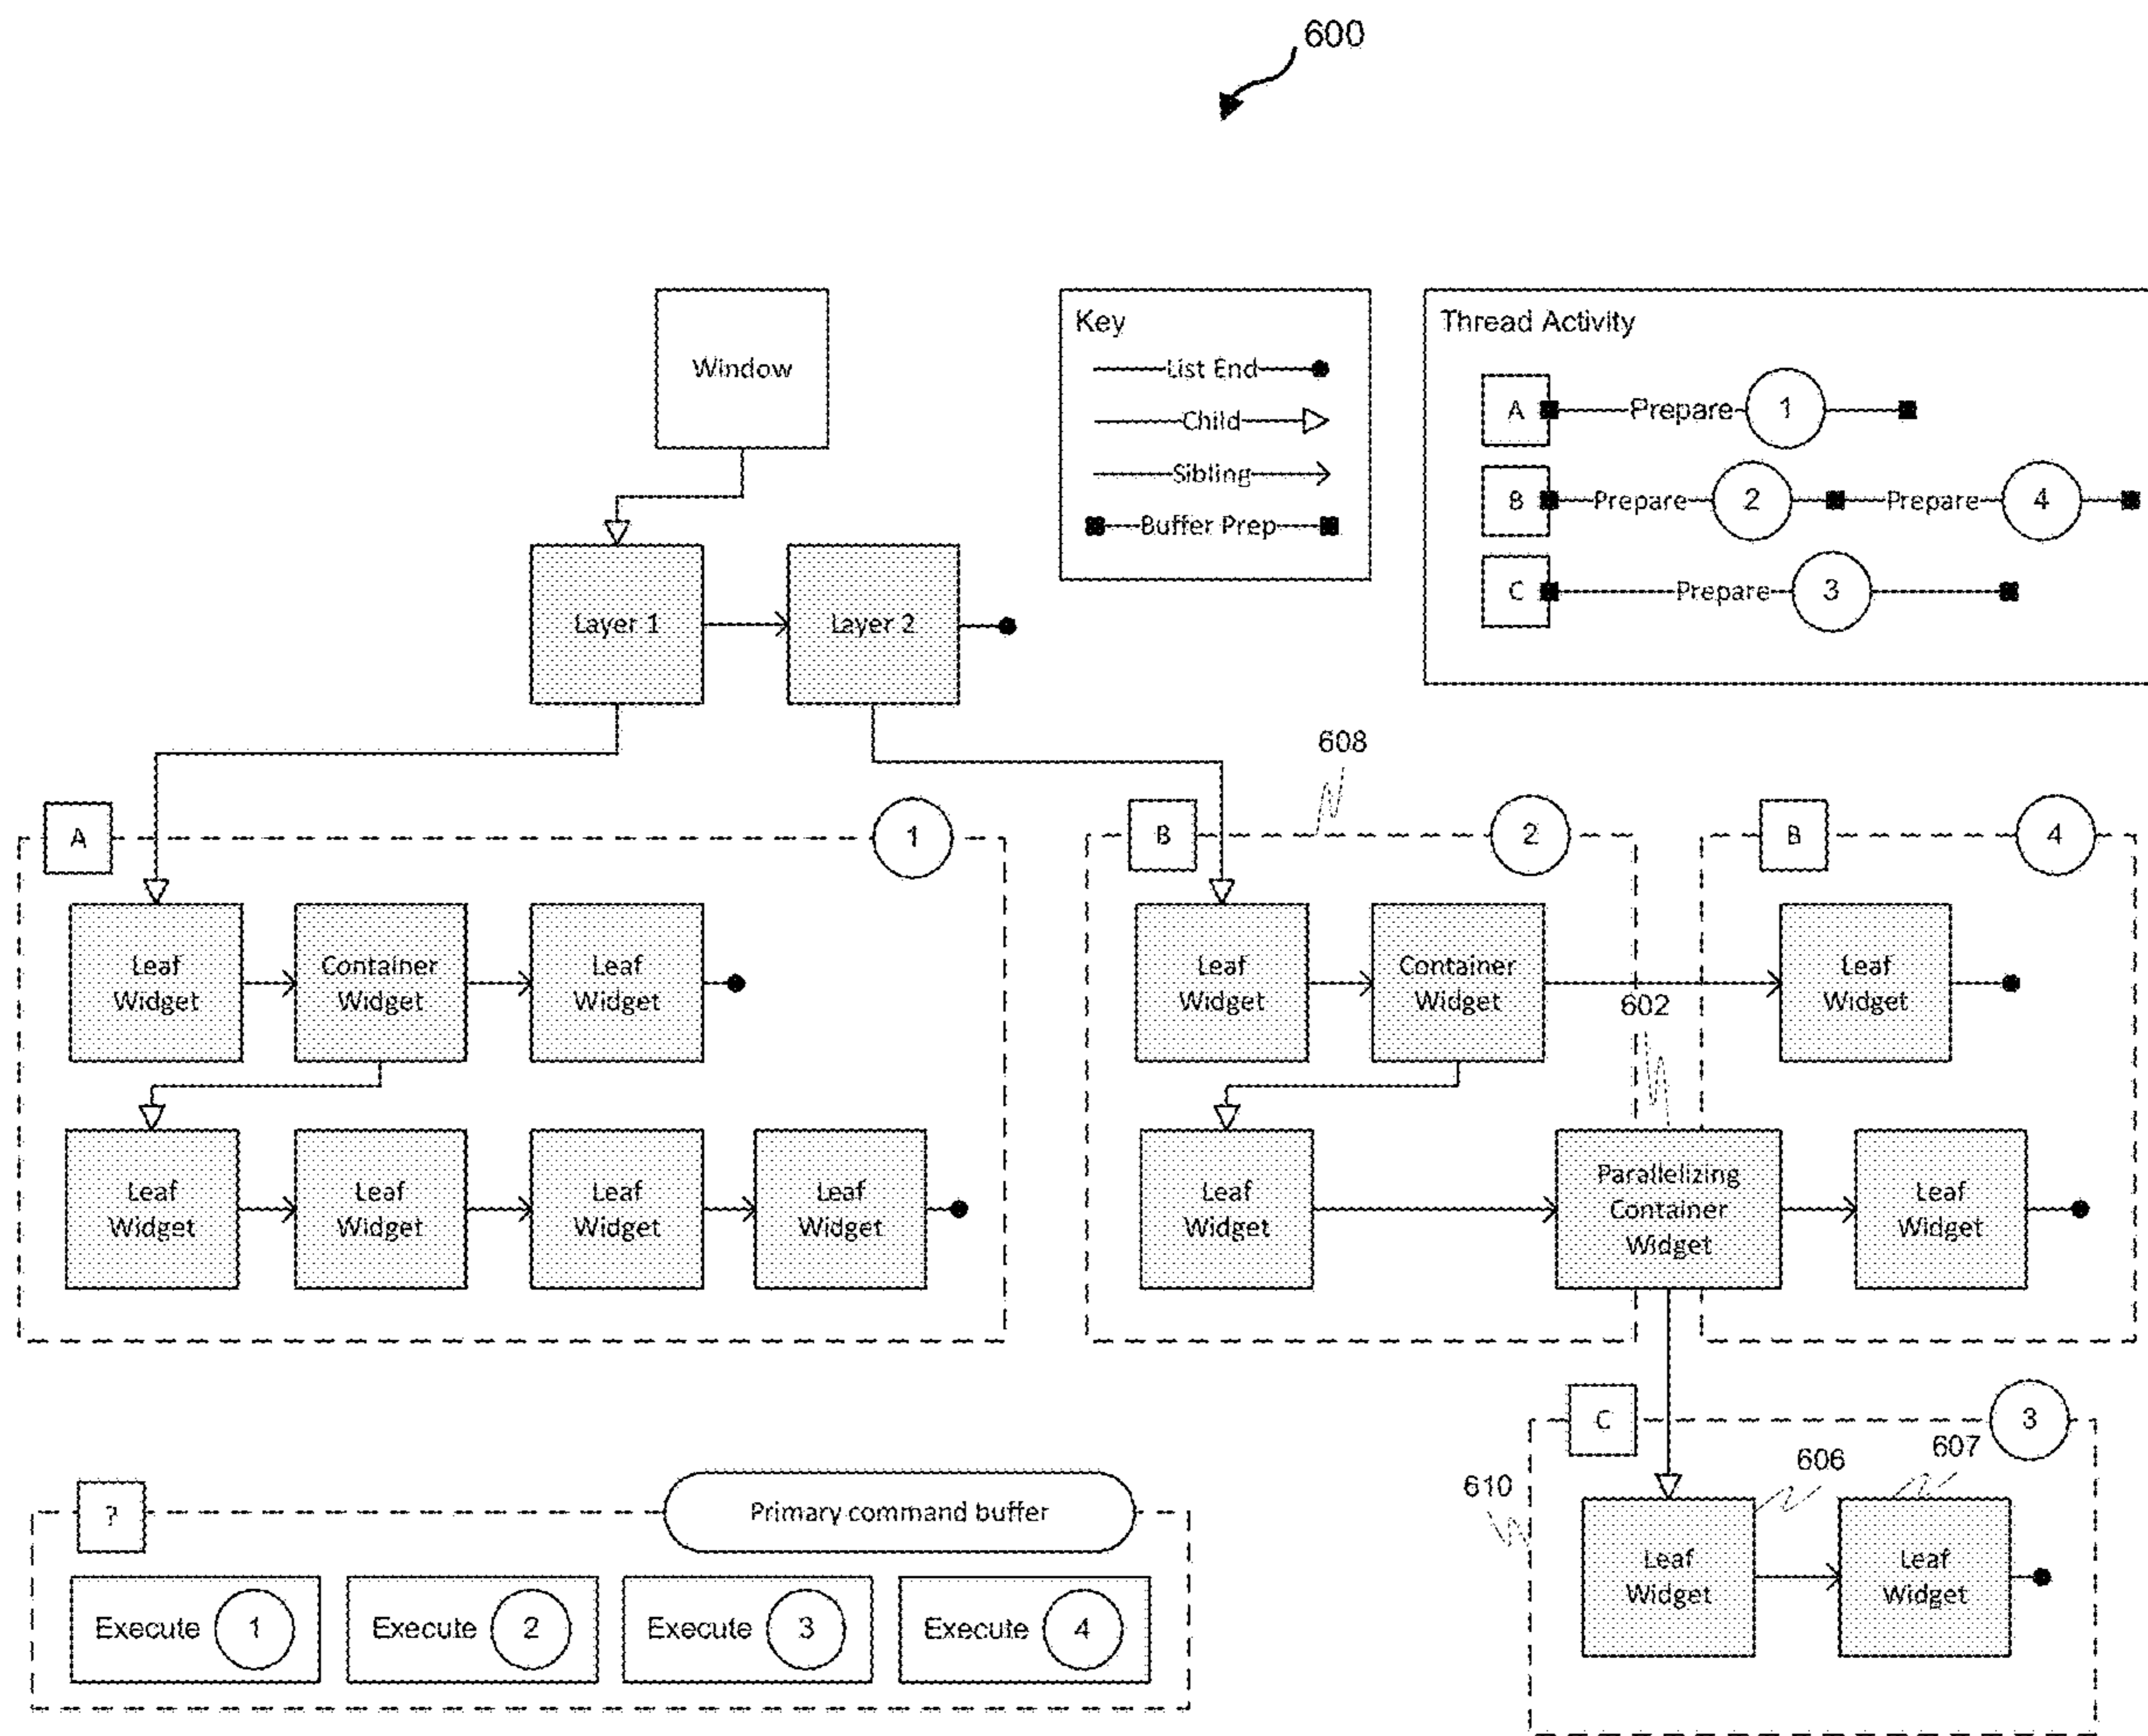 600
Window
Key
List End
Child
Sibling
Buffer Prep
Thread Activity
A Prepare 1
B Prepare 2 Prepare 4
C Prepare 3
Layer 1
Layer 2
608
A
1
B
2
B
4
Leaf
Widget
Container
Widget
Leaf
Widget
Leaf
Widget
Container
Widget
Leaf
Widget
602
Leaf
Widget
Leaf
Widget
Leaf
Widget
Leaf
Widget
Leaf
Widget
Parallelizing
Container
Widget
Leaf
Widget
C
3
610
606
607
Leaf
Widget
Leaf
Widget
?
Primary command buffer
Execute 1
Execute 2
Execute 3
Execute 4